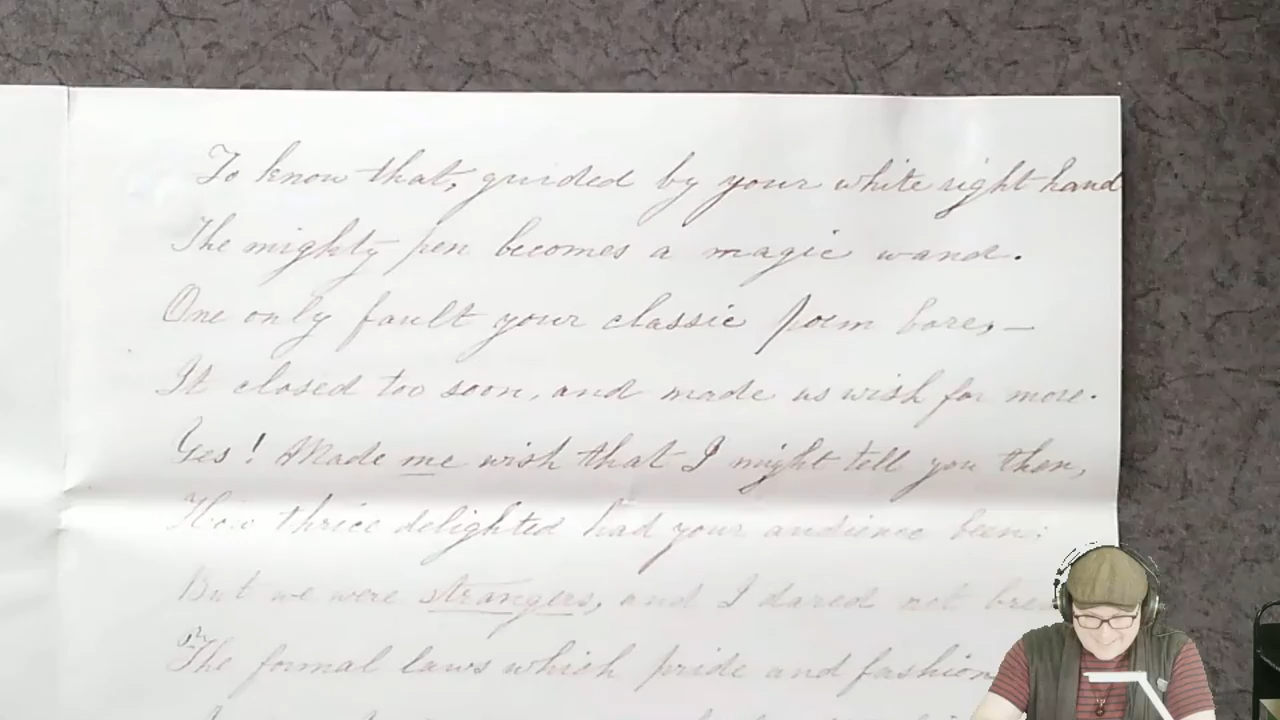 To know that, guided by your white right hand
The mighty pen becomes a magic wand.
One only fault your classic poem bore, —
It closed too soon, and made us wish for more.
Yes! Made me wish that I might tell you then,
How thrice delighted had your audience been:
But we were strangers, and I dared not
The formal laws which pride and fashion